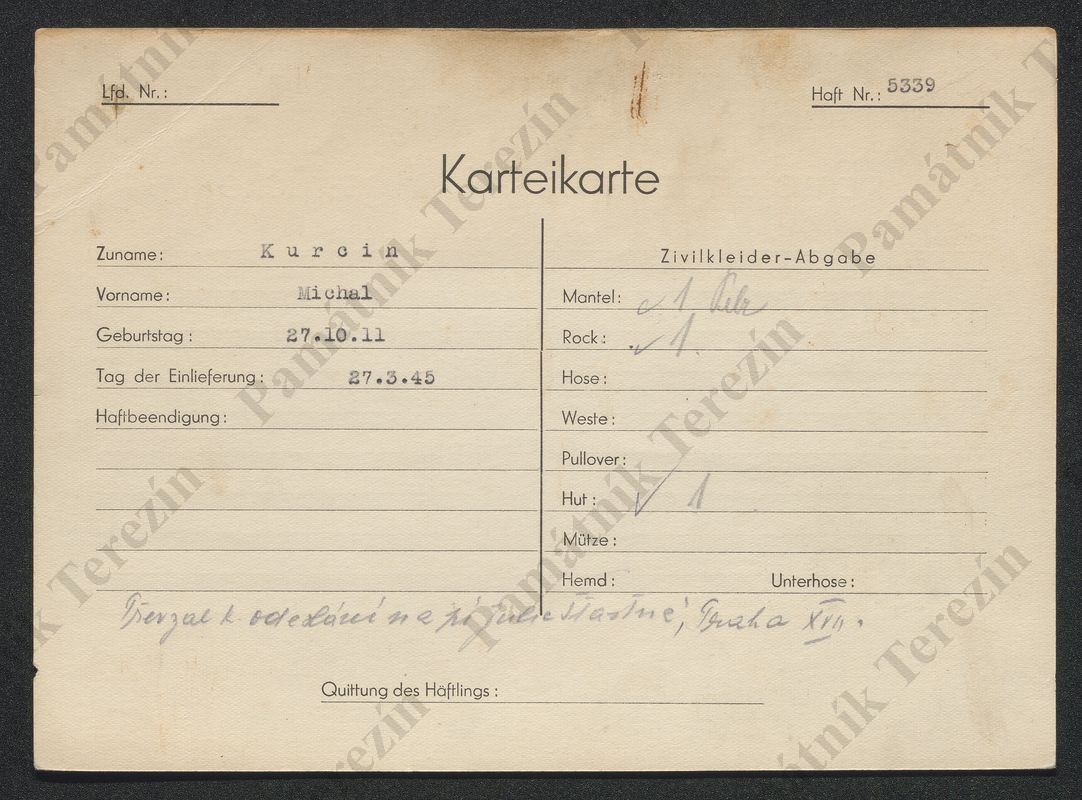 Lfd. Nr.:
Haft Nr.: 5339
Karteikarte
Zuname: Kurcin
Vorname: Michal
Geburtstag: 27.10.11
Tag der Einlieferung: 27.3.45
Haftbeendigung:
Zivilkleider-Abgabe
Mantel: 1
Rock: 1
Hose:
Weste:
Pullover:
Hut: 1
Mütze:
Hemd: Unterhose:
Převzal k odeslání na Šťastné, Praha XVII.
Quittung des Häftlings:
Památník Terezín